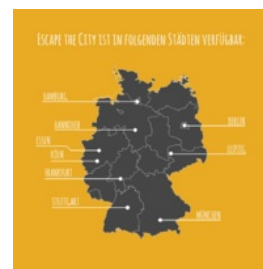 ESCAPE THE CITY IST IN FOLGENDEN STÄDTEN VERFÜGBAR:
HAMBURG
HANNOVER
BERLIN
ESSEN
LEIPZIG
KÖLN
FRANKFURT
STUTTGART
MÜNCHEN